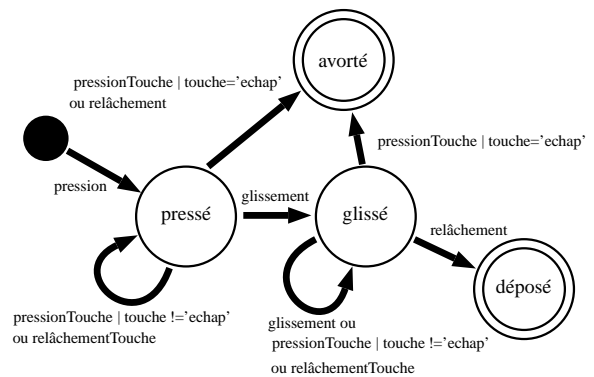 avorté
pressionTouche | touche='echap'
ou relâchement
pressionTouche | touche='echap'
pression
glissement
pressé
glissé
relâchement
déposé
pressionTouche | touche !='echap'
ou relâchementTouche
glissement ou
pressionTouche | touche !='echap'
ou relâchementTouche